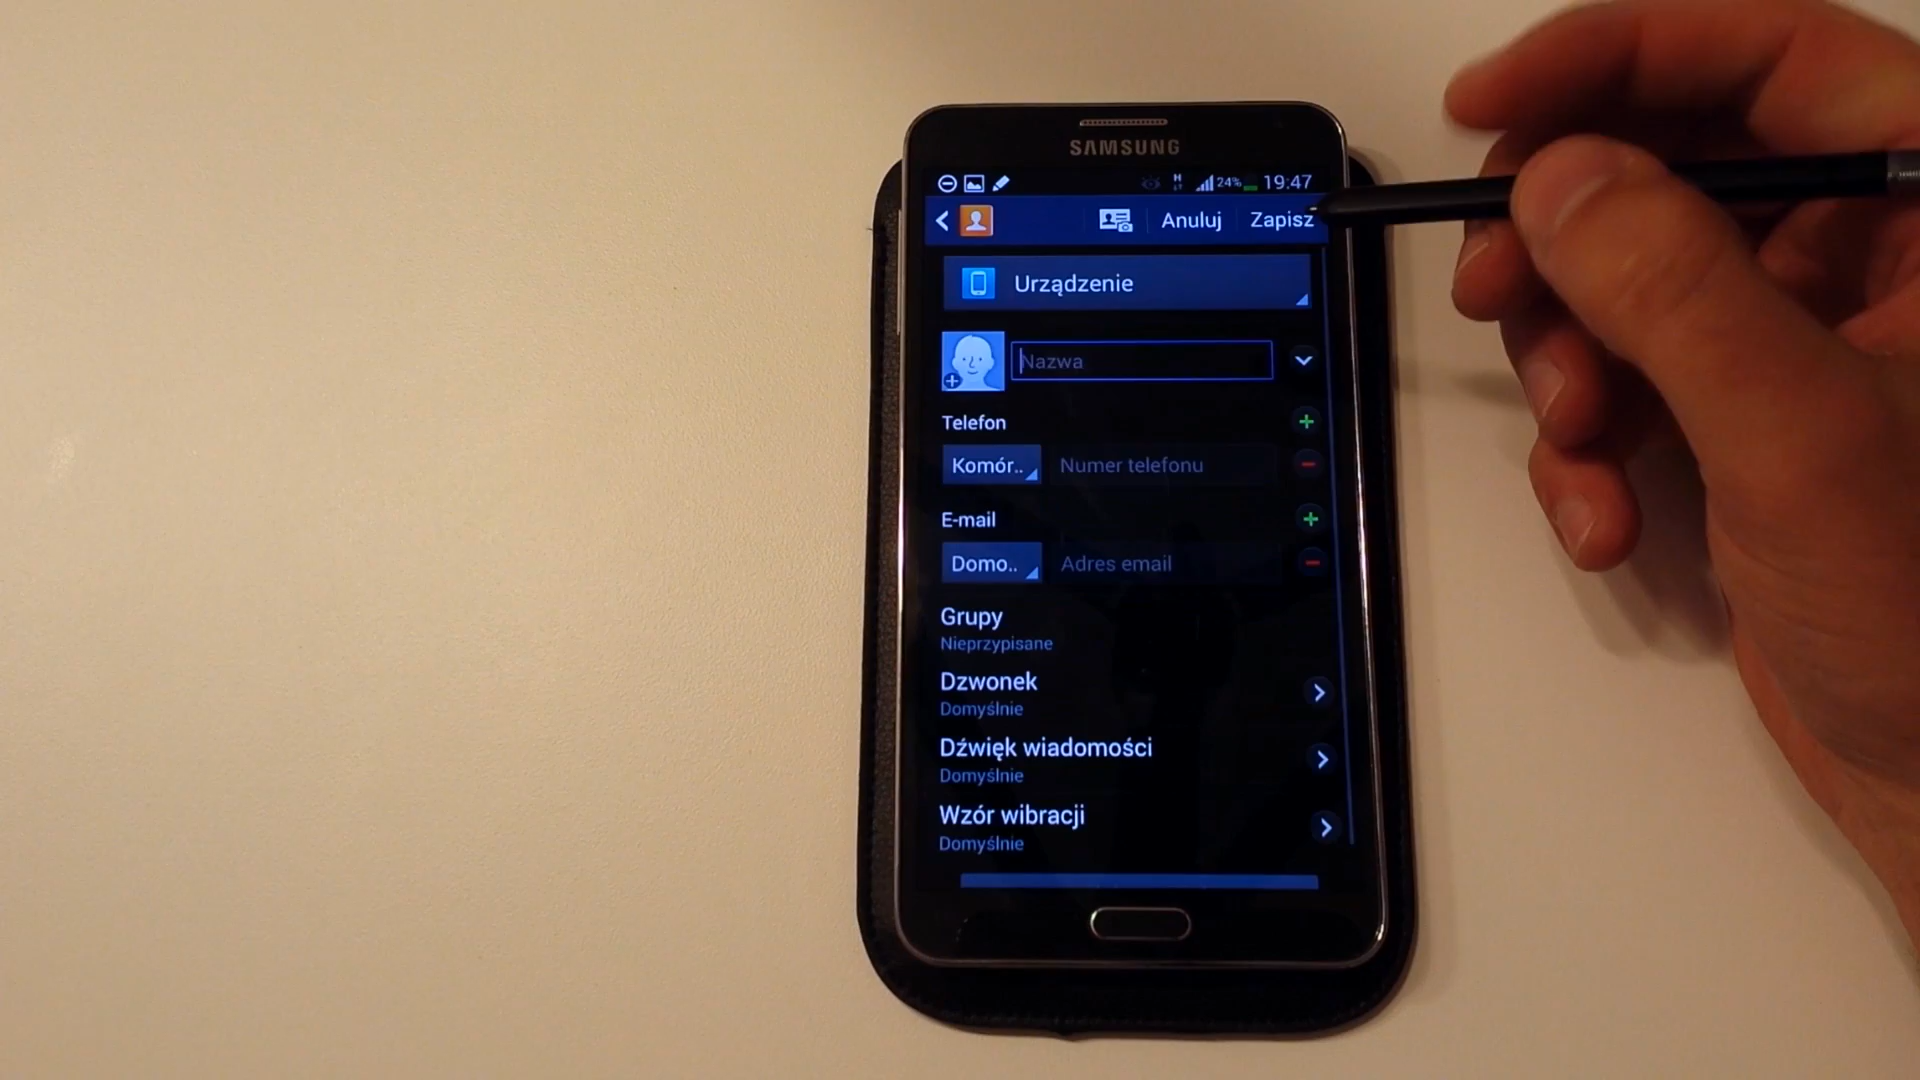 SAMSUNG
24% 19:47
Anuluj Zapisz
Urządzenie
Nazwa
Telefon
Komór.. Numer telefonu
E-mail
Domo.. Adres email
Grupy
Nieprzypisane
Dzwonek
Domyślnie
Dźwięk wiadomości
Domyślnie
Wzór wibracji
Domyślnie